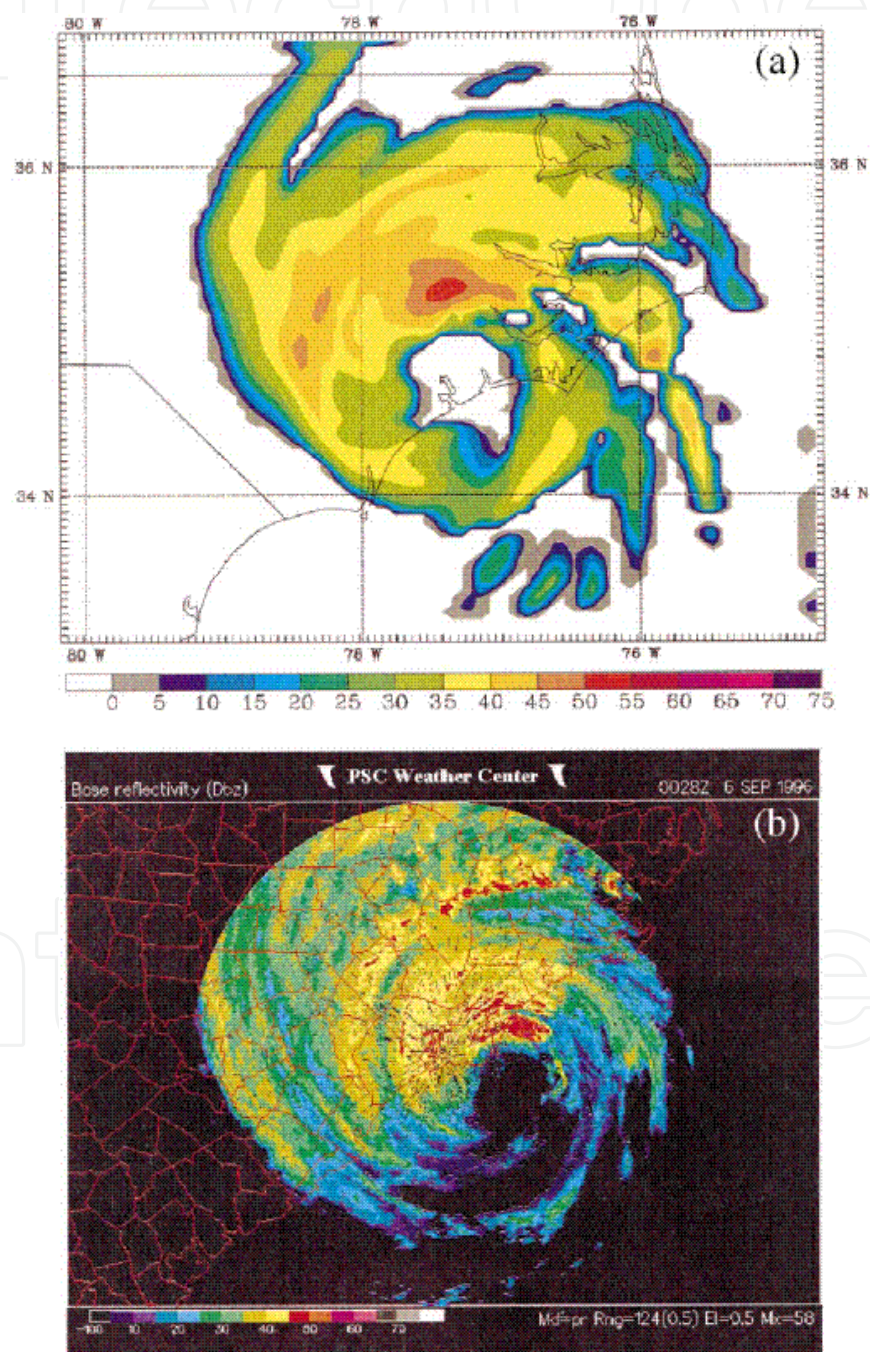 80 W 78 W 76 W
(a)
36 N 36 N
34 N 34 N
80 W 78 W 76 W
0 5 10 15 20 25 30 35 40 45 50 55 60 65 70 75
PSC Weather Center
Base reflectivity (Dbz) 0028Z 6 SEP 1996
(b)
-100 10 20 30 40 50 60 70
Md=pr Rng=124(0.5) El=0.5 Mx=58